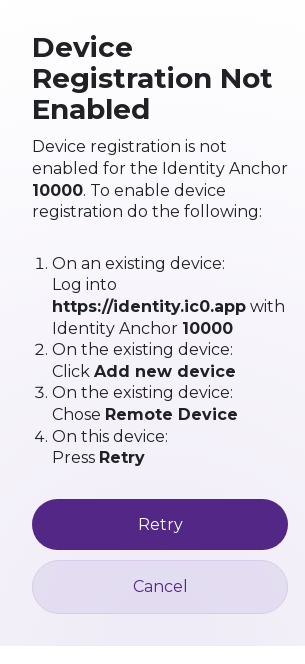 Device
Registration Not
Enabled
Device registration is not
enabled for the Identity Anchor
10000. To enable device
registration do the following:
1. On an existing device:
Log into
https://identity.ic0.app with
Identity Anchor 10000
2. On the existing device:
Click Add new device
3. On the existing device:
Chose Remote Device
4. On this device:
Press Retry
Retry
Cancel